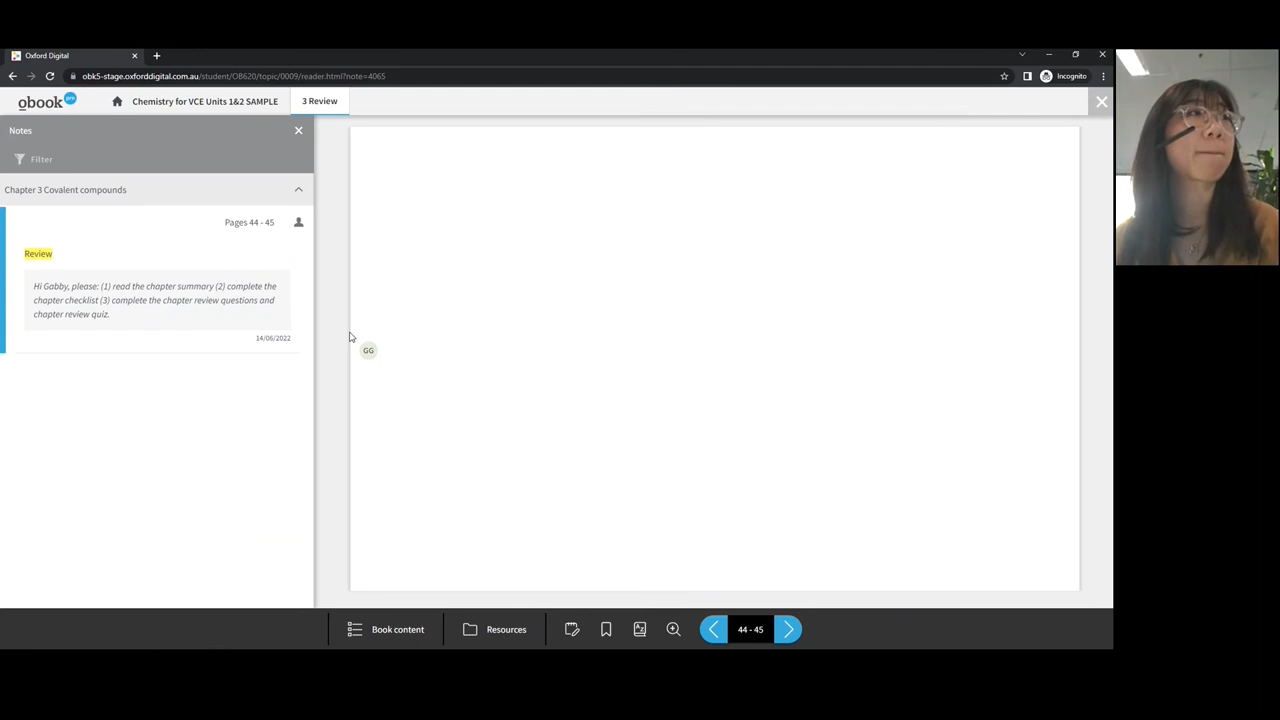 Oxford Digital
obk5-stage.oxforddigital.com.au/student/OB620/topic/0009/reader.html?note=4065
Incognito
obook pro
Chemistry for VCE Units 1&2 SAMPLE
3 Review
Notes
Filter
Chapter 3 Covalent compounds
Pages 44 - 45
Review
Hi Gabby, please: (1) read the chapter summary (2) complete the
chapter checklist (3) complete the chapter review questions and
chapter review quiz.
14/06/2022
GG
Book content
Resources
44 - 45